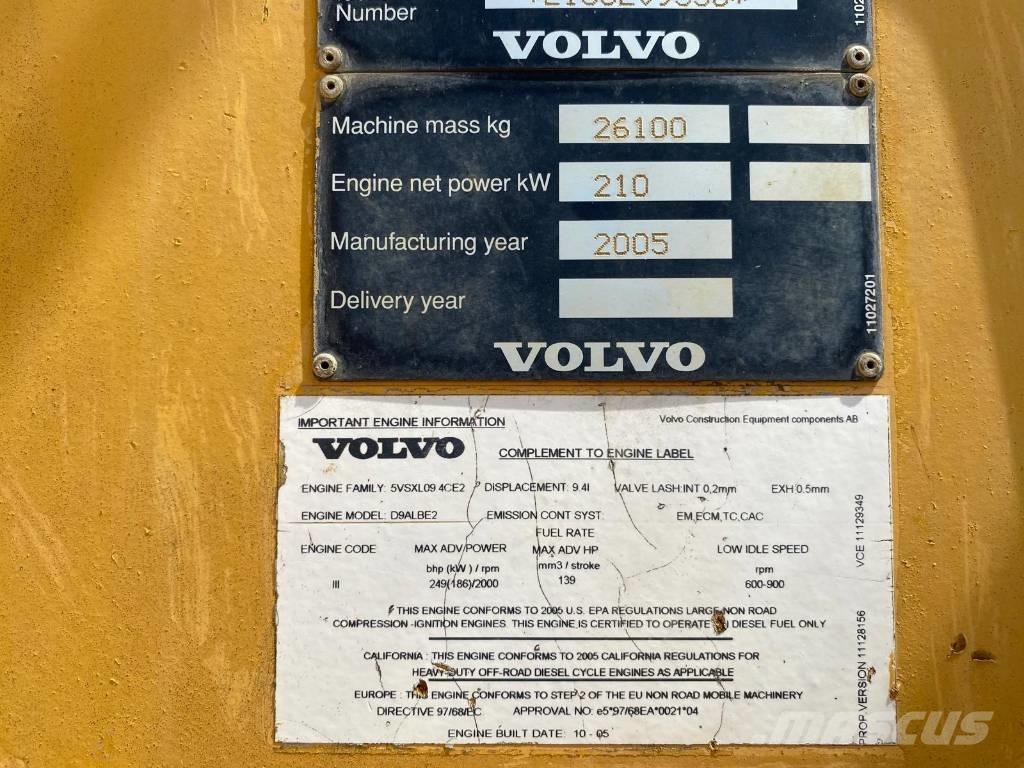 Number
VOLVO
Machine mass kg 26100
Engine net power kW 210
Manufacturing year 2005
Delivery year
11027201
VOLVO
IMPORTANT ENGINE INFORMATION Volvo Construction Equipment components AB
VOLVO COMPLEMENT TO ENGINE LABEL
ENGINE FAMILY: 5VSXL09.4CE2 DISPLACEMENT: 9.4l VALVE LASH:INT 0,2mm EXH 0.5mm
ENGINE MODEL: D9ALBE2 EMISSION CONT SYST: EM,ECM,TC,CAC
FUEL RATE
ENGINE CODE MAX ADV POWER MAX ADV HP LOW IDLE SPEED
bhp (kW) / rpm mm3 / stroke rpm
III 249(186)/2000 139 600-900
THIS ENGINE CONFORMS TO 2005 U.S. EPA REGULATIONS LARGE NON ROAD
COMPRESSION -IGNITION ENGINES. THIS ENGINE IS CERTIFIED TO OPERATE ON DIESEL FUEL ONLY
CALIFORNIA : THIS ENGINE CONFORMS TO 2005 CALIFORNIA REGULATIONS FOR
HEAVY-DUTY OFF-ROAD DIESEL CYCLE ENGINES AS APPLICABLE
EUROPE : THIS ENGINE CONFORMS TO STEP 2 OF THE EU NON ROAD MOBILE MACHINERY
DIRECTIVE 97/68/EC. APPROVAL NO: e5*97/68EA*0021*04
ENGINE BUILT DATE: 10 - 05
VCE 11129349
PROP.VERSION 11128156
MASCUS